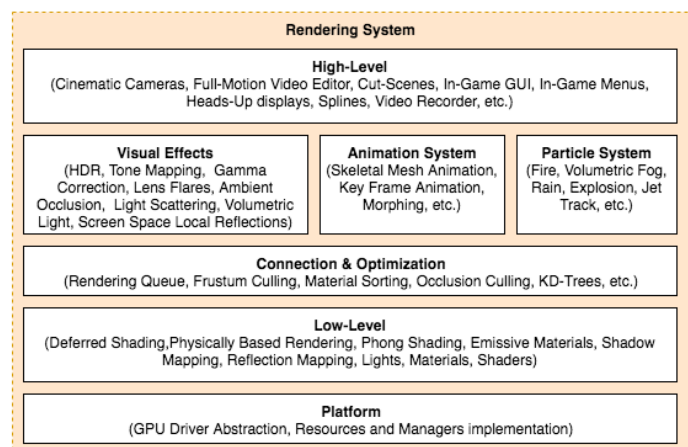 Rendering System
High-Level
(Cinematic Cameras, Full-Motion Video Editor, Cut-Scenes, In-Game GUI, In-Game Menus,
Heads-Up displays, Splines, Video Recorder, etc.)
Visual Effects
(HDR, Tone Mapping, Gamma
Correction, Lens Flares, Ambient
Occlusion, Light Scattering, Volumetric
Light, Screen Space Local Reflections)
Animation System
(Skeletal Mesh Animation,
Key Frame Animation,
Morphing, etc.)
Particle System
(Fire, Volumetric Fog,
Rain, Explosion, Jet
Track, etc.)
Connection & Optimization
(Rendering Queue, Frustum Culling, Material Sorting, Occlusion Culling, KD-Trees, etc.)
Low-Level
(Deferred Shading,Physically Based Rendering, Phong Shading, Emissive Materials, Shadow
Mapping, Reflection Mapping, Lights, Materials, Shaders)
Platform
(GPU Driver Abstraction, Resources and Managers implementation)